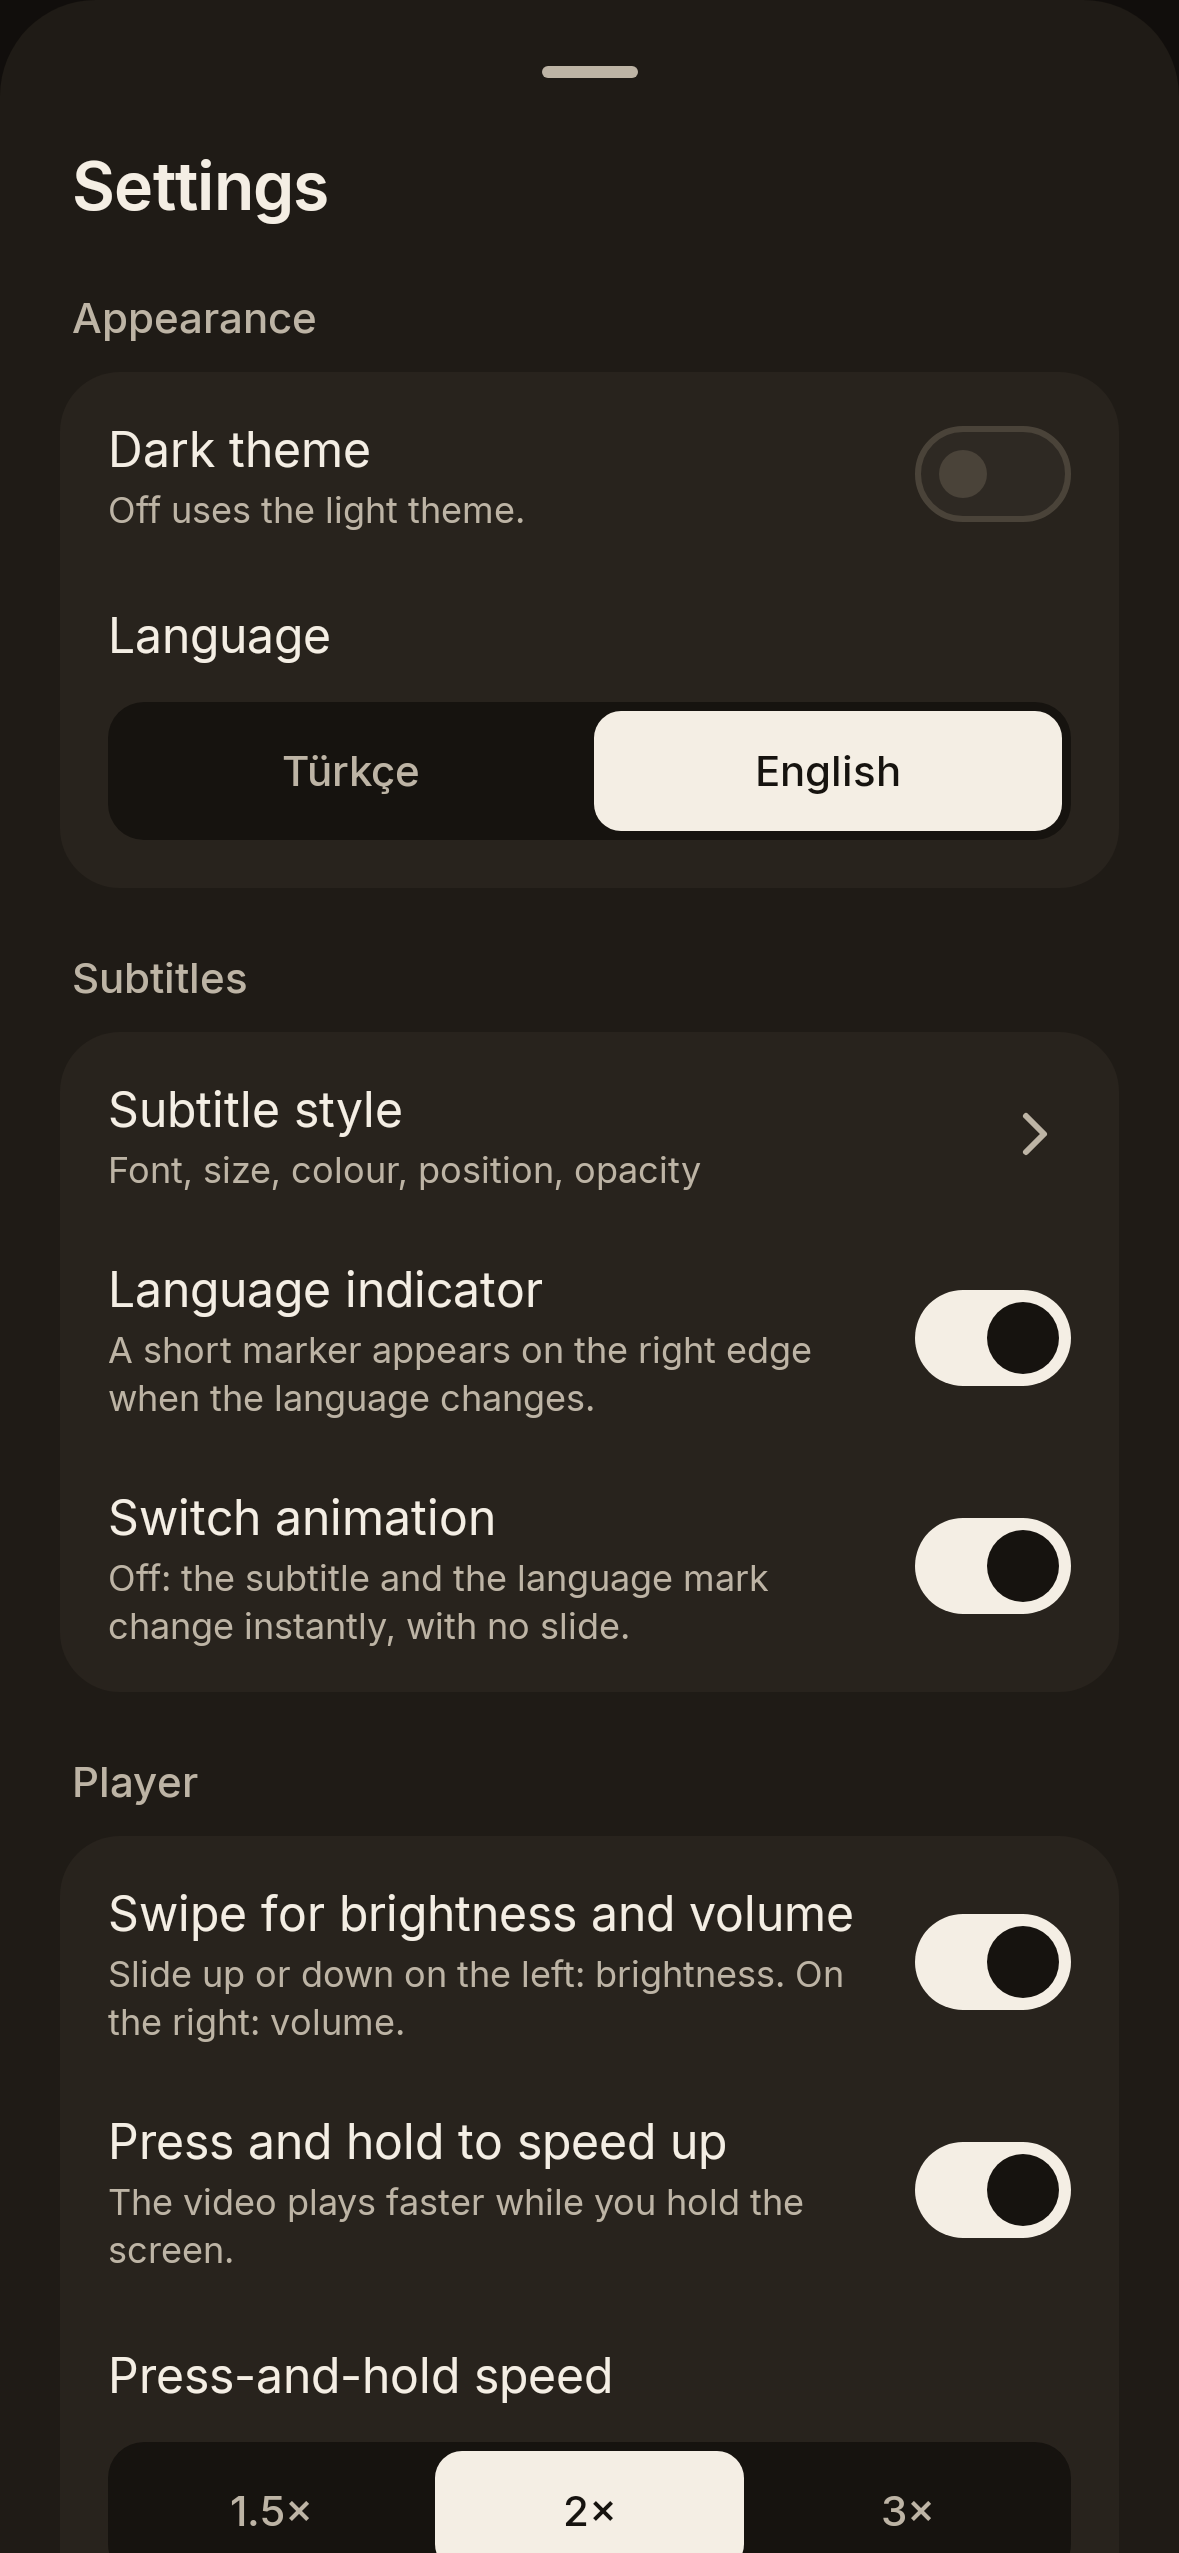 Settings
Appearance
Dark theme
Off uses the light theme.
Language
Türkçe
English
Subtitles
Subtitle style
Font, size, colour, position, opacity
Language indicator
A short marker appears on the right edge
when the language changes.
Switch animation
Off: the subtitle and the language mark
change instantly, with no slide.
Player
Swipe for brightness and volume
Slide up or down on the left: brightness. On
the right: volume.
Press and hold to speed up
The video plays faster while you hold the
screen.
Press-and-hold speed
1.5×
2×
3×